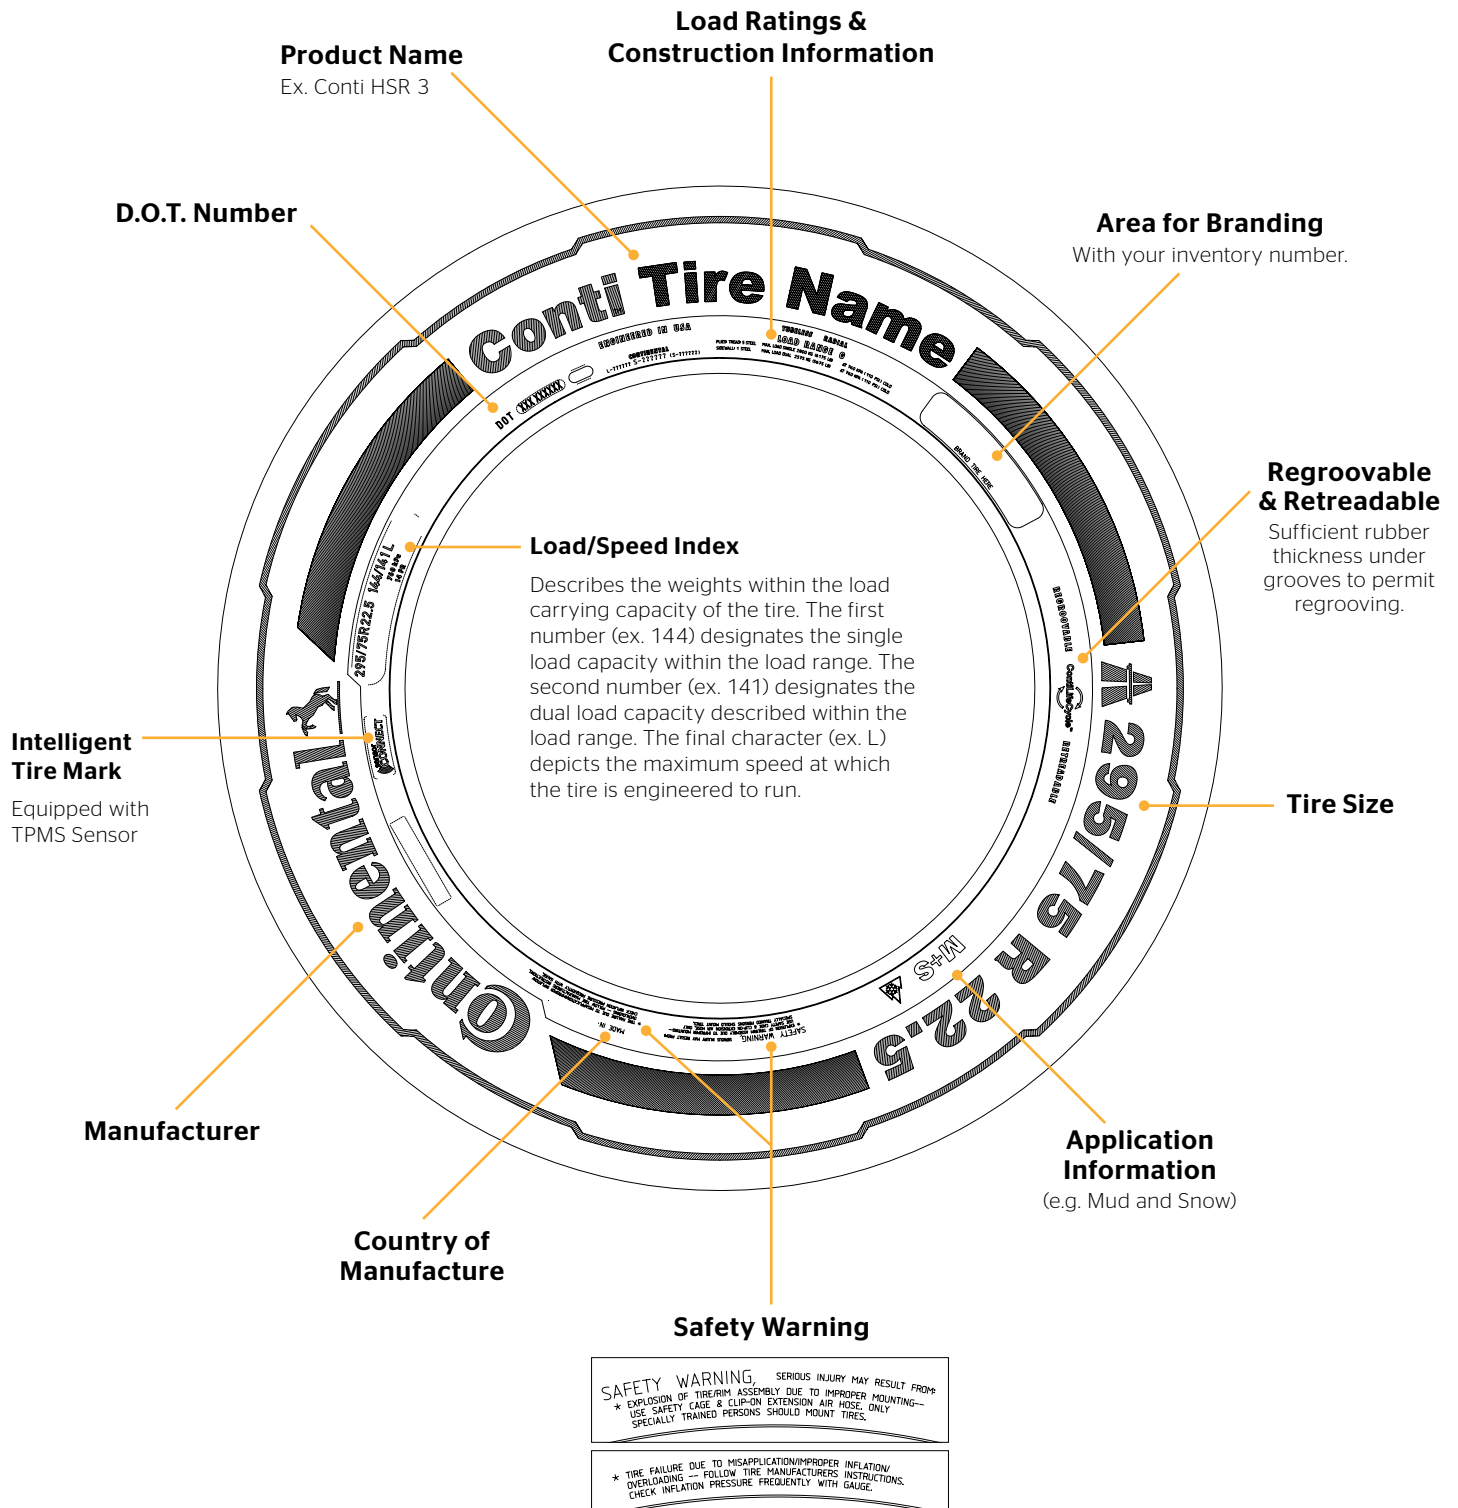 Load Ratings &
Construction Information
Product Name
Ex. Conti HSR 3
D.O.T. Number
Area for Branding
With your inventory number.
Conti Tire Name
ENGINEERED IN USA
CONTINENTAL
L-?????? S-?????? (S-??????)
TUBELESS RADIAL
LOAD RANGE G
DOT XXX XXXXXX
BRAND TIRE HERE
Regroovable
& Retreadable
Sufficient rubber
thickness under
grooves to permit
regrooving.
295/75R22.5 144/141 L
Load/Speed Index
Describes the weights within the load
carrying capacity of the tire. The first
number (ex. 144) designates the single
load capacity within the load range. The
second number (ex. 141) designates the
dual load capacity described within the
load range. The final character (ex. L)
depicts the maximum speed at which
the tire is engineered to run.
REGROOVABLE
ContiLifeCycle™
RETREADABLE
Intelligent
Tire Mark
Equipped with
TPMS Sensor
CONNECT
Continental
295/75 R 22.5
Tire Size
M+S
MADE IN-
SAFETY WARNING,
Manufacturer
Application
Information
(e.g. Mud and Snow)
Country of
Manufacture
Safety Warning
SAFETY WARNING, SERIOUS INJURY MAY RESULT FROM:
* EXPLOSION OF TIRE/RIM ASSEMBLY DUE TO IMPROPER MOUNTING--
USE SAFETY CAGE & CLIP-ON EXTENSION AIR HOSE. ONLY
SPECIALLY TRAINED PERSONS SHOULD MOUNT TIRES.
* TIRE FAILURE DUE TO MISAPPLICATION/IMPROPER INFLATION/
OVERLOADING -- FOLLOW TIRE MANUFACTURERS INSTRUCTIONS.
CHECK INFLATION PRESSURE FREQUENTLY WITH GAUGE.